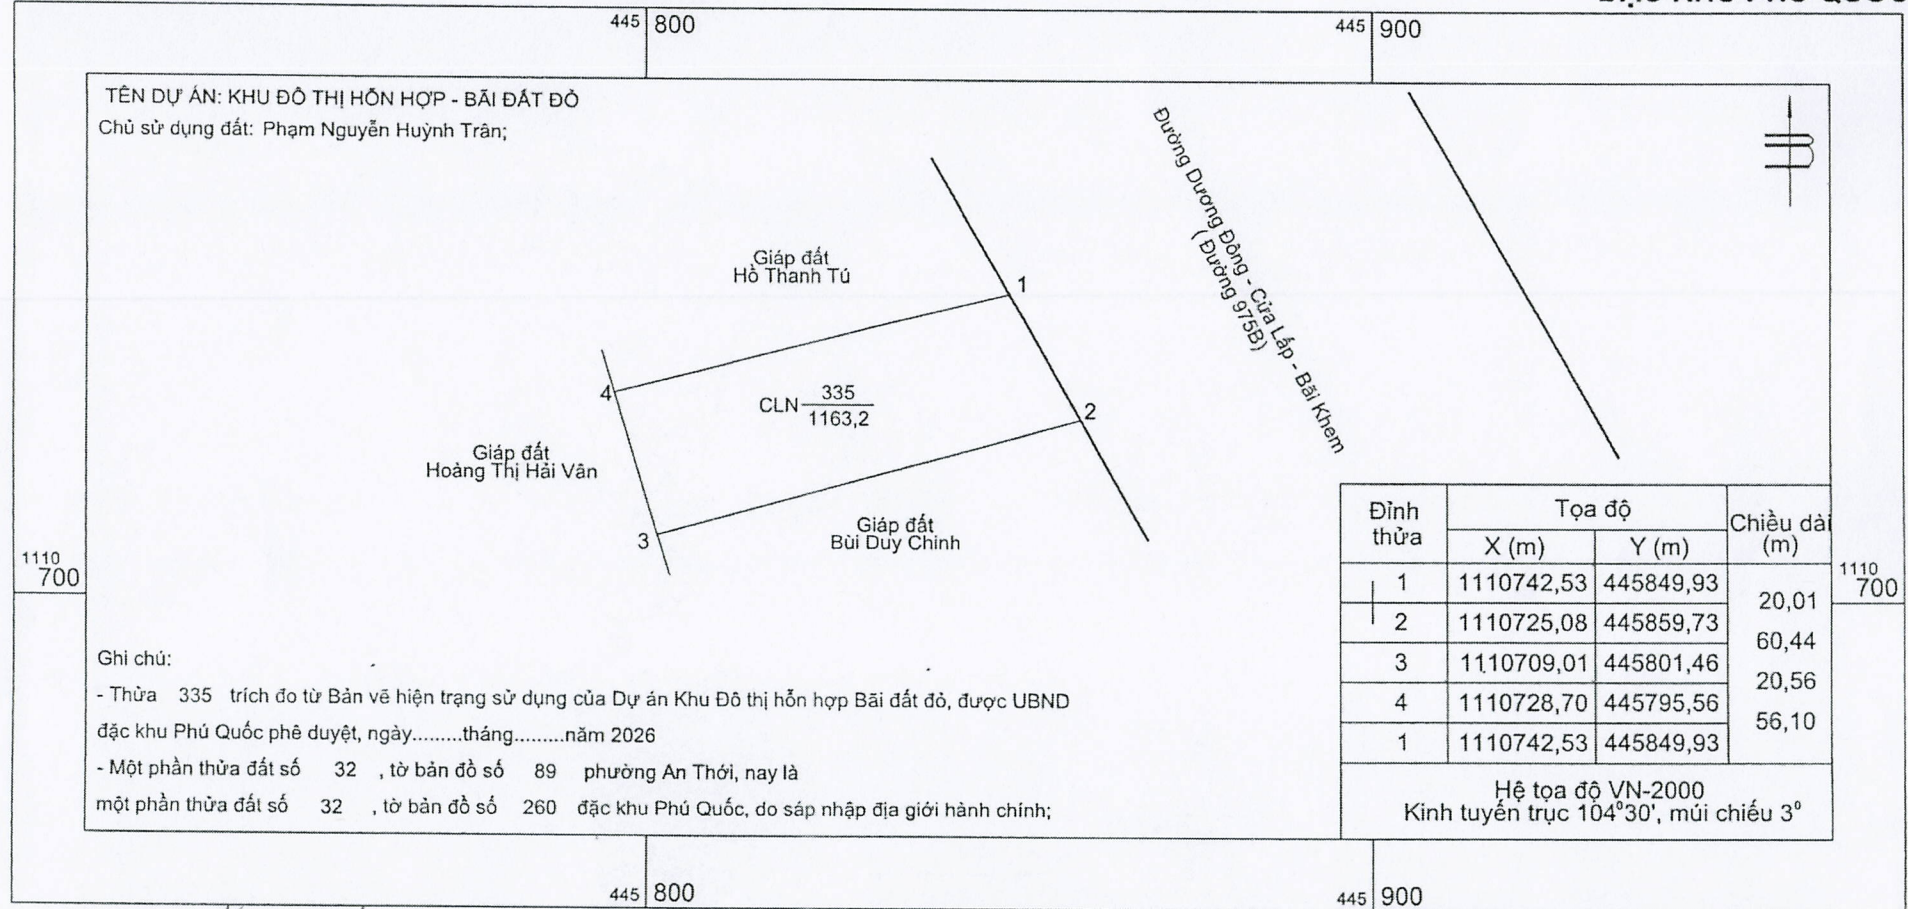 445 800
445 900
TÊN DỰ ÁN: KHU ĐÔ THỊ HỖN HỢP - BÃI ĐẤT ĐỎ
Chủ sử dụng đất: Phạm Nguyễn Huỳnh Trân;
B
Đường Dương Đông - Cửa Lấp - Bãi Khem
( Đường 975B)
Giáp đất
Hồ Thanh Tú
1
4
CLN 335
1163,2
2
Giáp đất
Hoàng Thị Hải Vân
3
Giáp đất
Bùi Duy Chinh
1110
700
1110
700
Đỉnh thửa Tọa độ Chiều dài (m)
X (m) Y (m)
1 1110742,53 445849,93
20,01
2 1110725,08 445859,73
60,44
3 1110709,01 445801,46
20,56
4 1110728,70 445795,56
56,10
1 1110742,53 445849,93
Hệ tọa độ VN-2000
Kinh tuyến trục 104⁰30', múi chiếu 3⁰
Ghi chú:
- Thửa 335 trích đo từ Bản vẽ hiện trạng sử dụng của Dự án Khu Đô thị hỗn hợp Bãi đất đỏ, được UBND
đặc khu Phú Quốc phê duyệt, ngày.........tháng.........năm 2026
- Một phần thửa đất số 32 , tờ bản đồ số 89 phường An Thới, nay là
một phần thửa đất số 32 , tờ bản đồ số 260 đặc khu Phú Quốc, do sáp nhập địa giới hành chính;
445 800
445 900